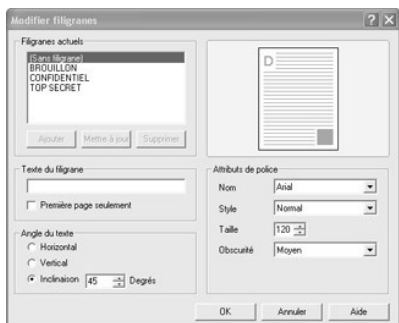 Modifier filigranes
Filigranes actuels
(Sans filigrane)
BROUILLON
CONFIDENTIEL
TOP SECRET
Ajouter
Mettre à jour
Supprimer
D
Texte du filigrane
Première page seulement
Angle du texte
Horizontal
Vertical
Inclinaison 45 Degrés
Attributs de police
Nom Arial
Style Normal
Taille 120
Obscurité Moyen
OK
Annuler
Aide